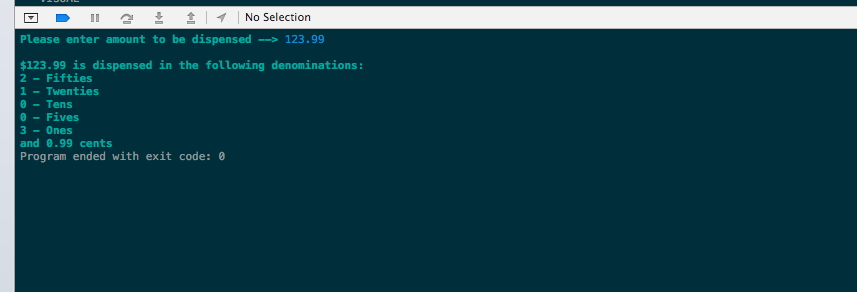 No Selection
Please enter amount to be dispensed --> 123.99
$123.99 is dispensed in the following denominations:
2 - Fifties
1 - Twenties
0 - Tens
0 - Fives
3 - Ones
and 0.99 cents
Program ended with exit code: 0